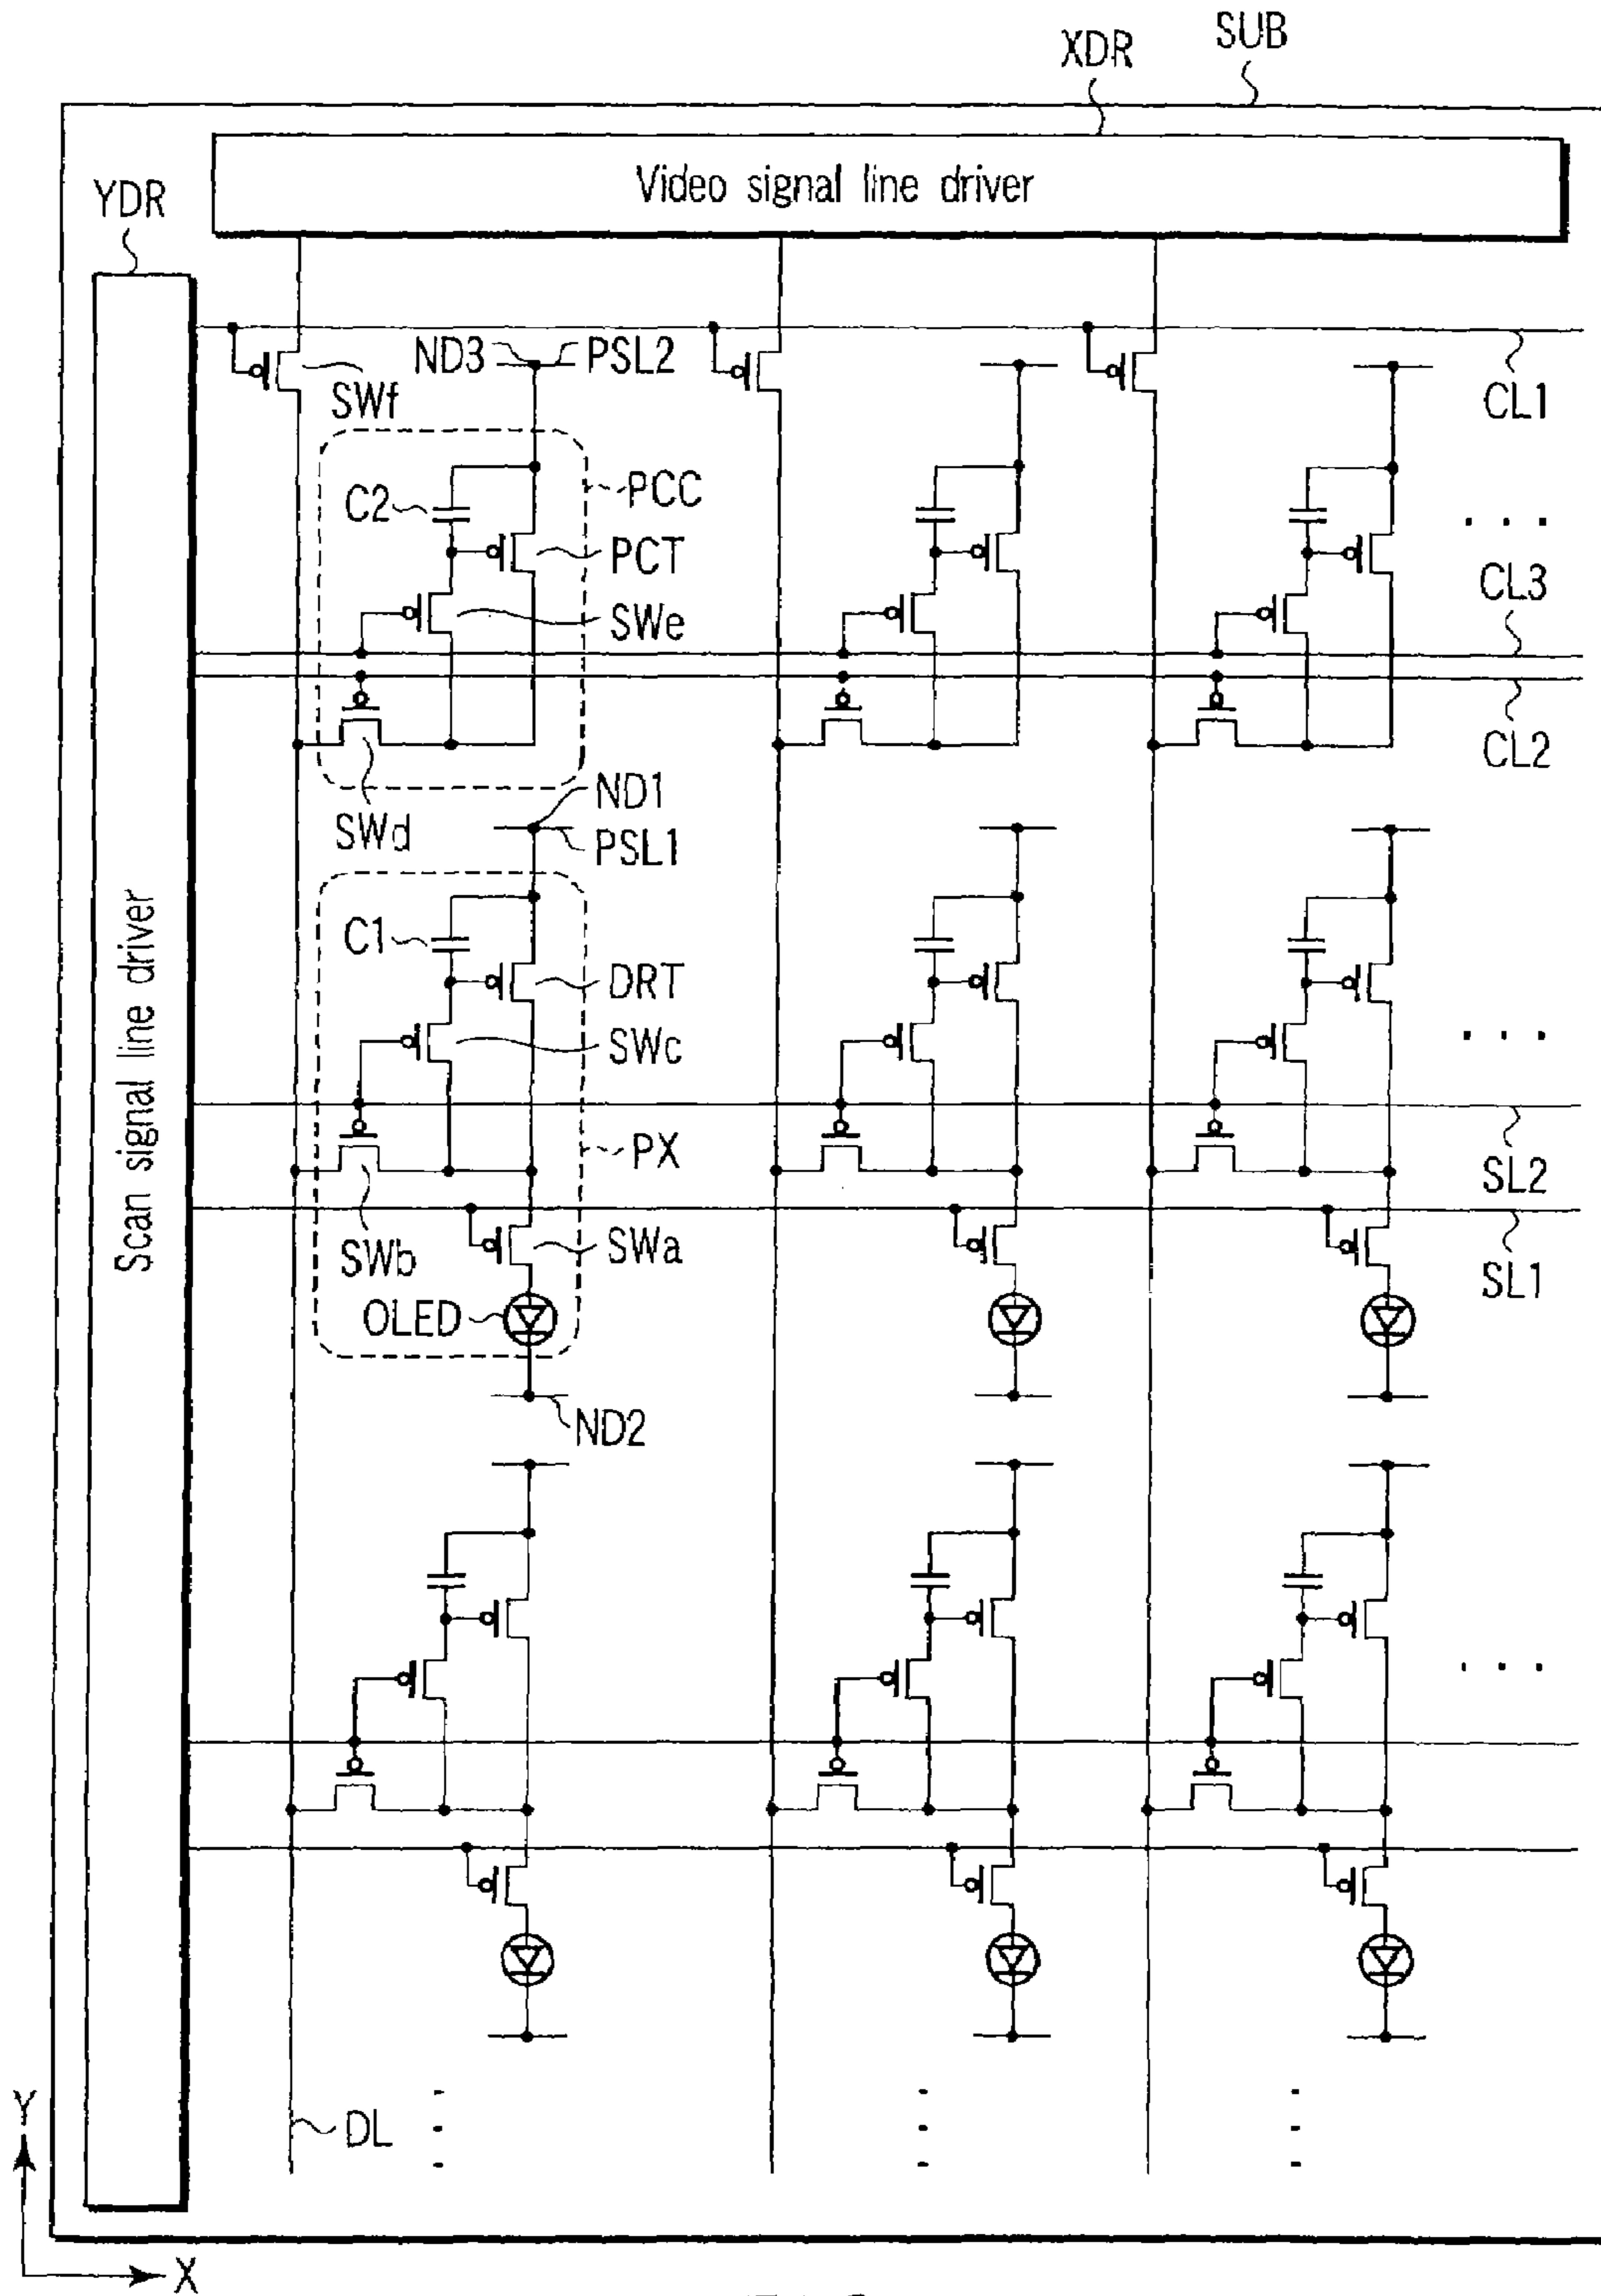 SUB
XDR
Video signal line driver
YDR
ND3
PSL2
SWf
CL1
C2
PCC
PCT
CL3
SWe
CL2
ND1
SWd
PSL1
Scan signal line driver
C1
DRT
SWc
PX
SL2
SWb
SWa
SL1
OLED
ND2
Y
DL
X